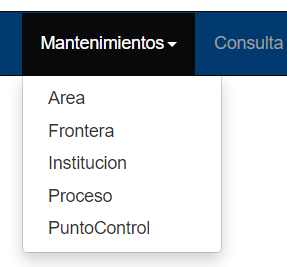 Mantenimientos Consulta
Area
Frontera
Institucion
Proceso
PuntoControl